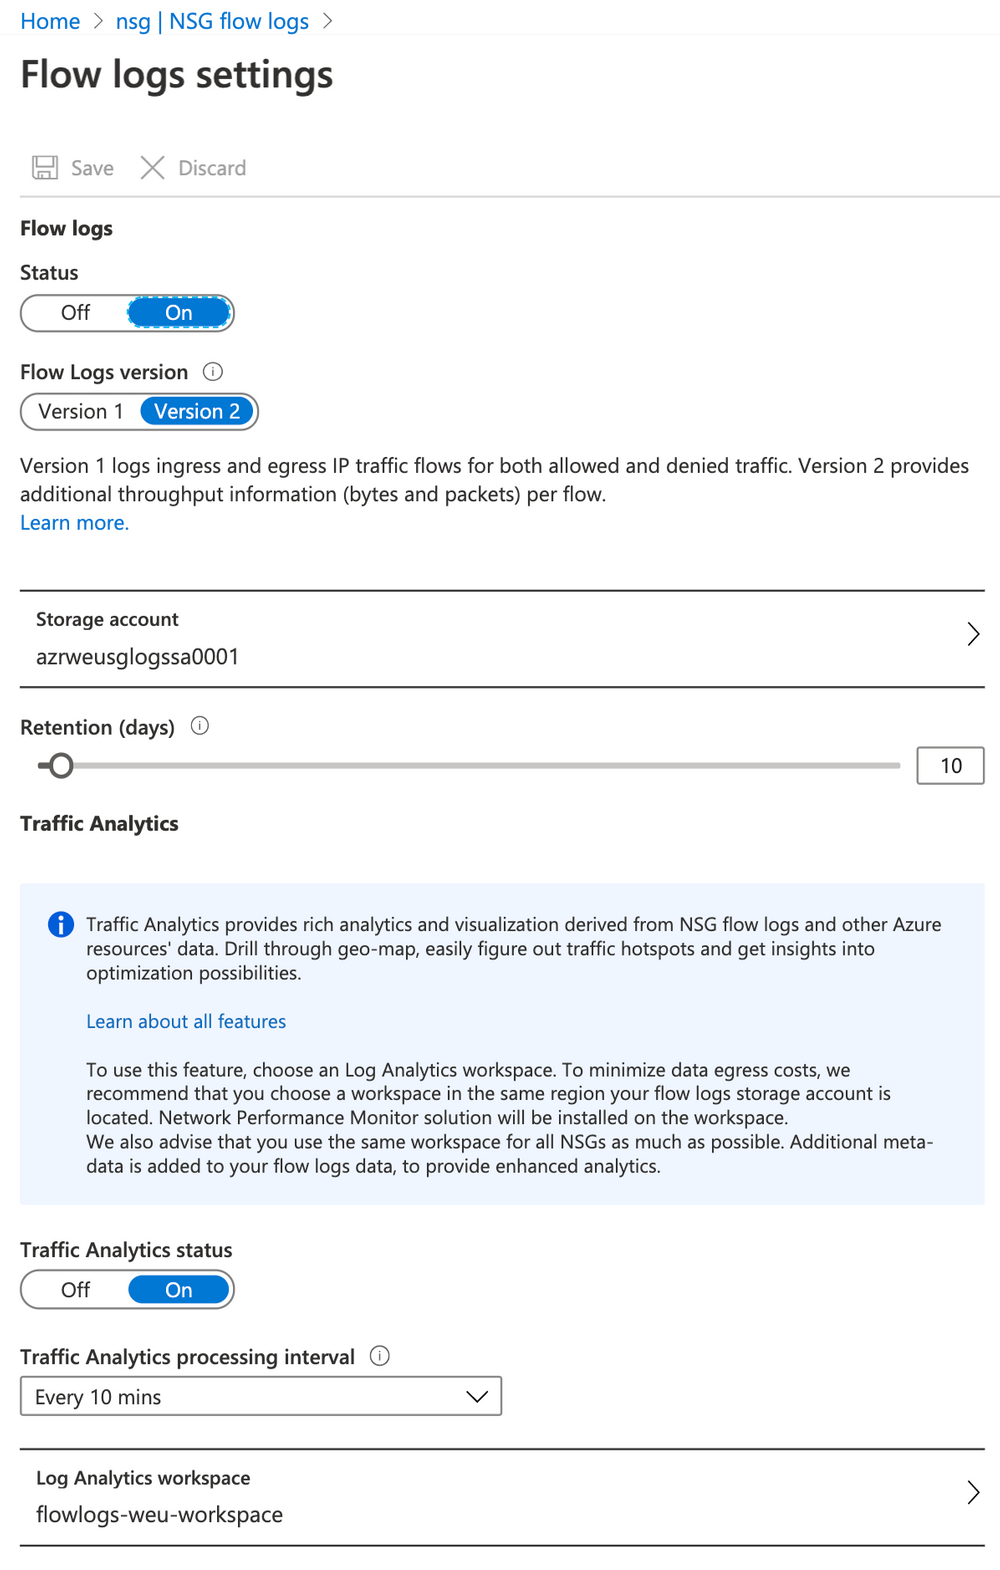 Home > nsg | NSG flow logs >
Flow logs settings
Save Discard
Flow logs
Status
Off On
Flow Logs version
Version 1 Version 2
Version 1 logs ingress and egress IP traffic flows for both allowed and denied traffic. Version 2 provides
additional throughput information (bytes and packets) per flow.
Learn more.
Storage account
azrweusglogssa0001
Retention (days)
10
Traffic Analytics
Traffic Analytics provides rich analytics and visualization derived from NSG flow logs and other Azure
resources' data. Drill through geo-map, easily figure out traffic hotspots and get insights into
optimization possibilities.
Learn about all features
To use this feature, choose an Log Analytics workspace. To minimize data egress costs, we
recommend that you choose a workspace in the same region your flow logs storage account is
located. Network Performance Monitor solution will be installed on the workspace.
We also advise that you use the same workspace for all NSGs as much as possible. Additional meta-
data is added to your flow logs data, to provide enhanced analytics.
Traffic Analytics status
Off On
Traffic Analytics processing interval
Every 10 mins
Log Analytics workspace
flowlogs-weu-workspace